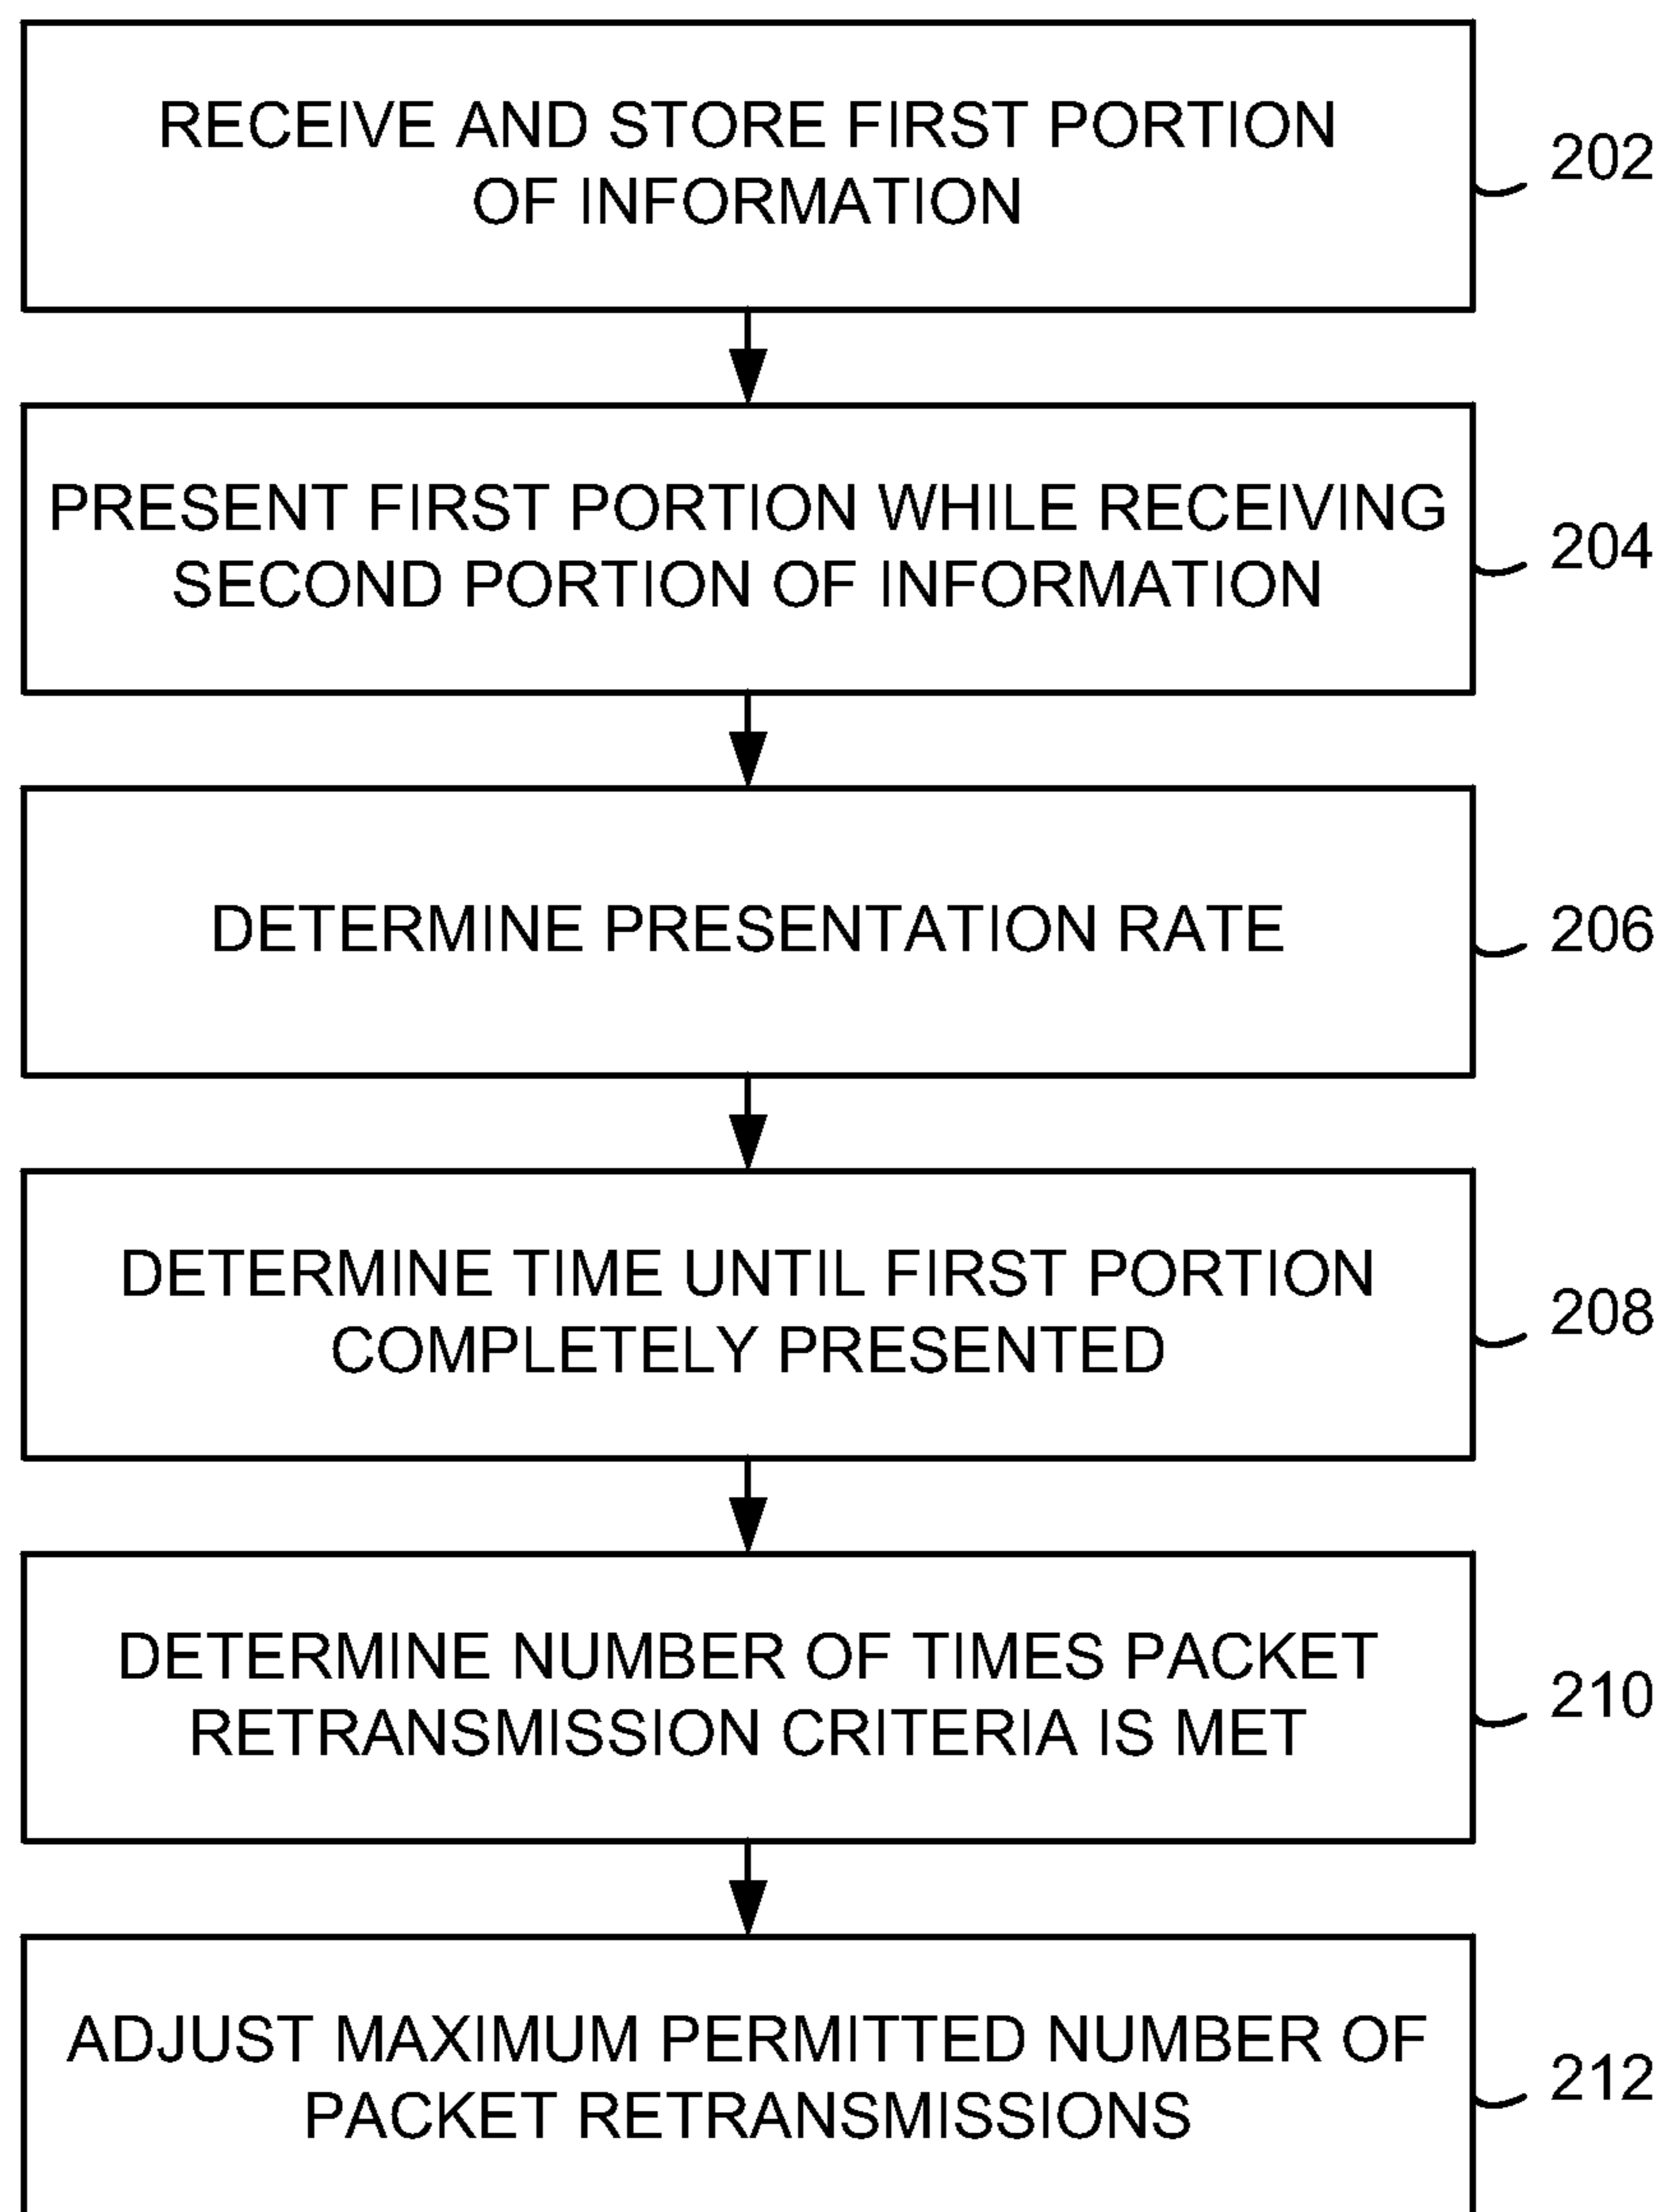 RECEIVE AND STORE FIRST PORTION
OF INFORMATION
202
PRESENT FIRST PORTION WHILE RECEIVING
SECOND PORTION OF INFORMATION
204
DETERMINE PRESENTATION RATE
206
DETERMINE TIME UNTIL FIRST PORTION
COMPLETELY PRESENTED
208
DETERMINE NUMBER OF TIMES PACKET
RETRANSMISSION CRITERIA IS MET
210
ADJUST MAXIMUM PERMITTED NUMBER OF
PACKET RETRANSMISSIONS
212